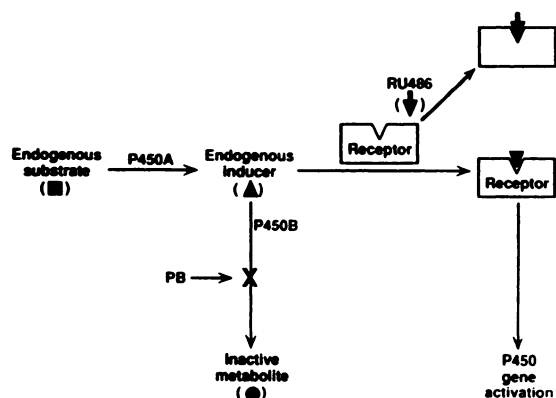 RU486
( )
Receptor
Endogenous
substrate
( )
P450A
Endogenous
inducer
( )
Receptor
P450B
PB
X
Inactive
metabolite
( )
P450
gene
activation